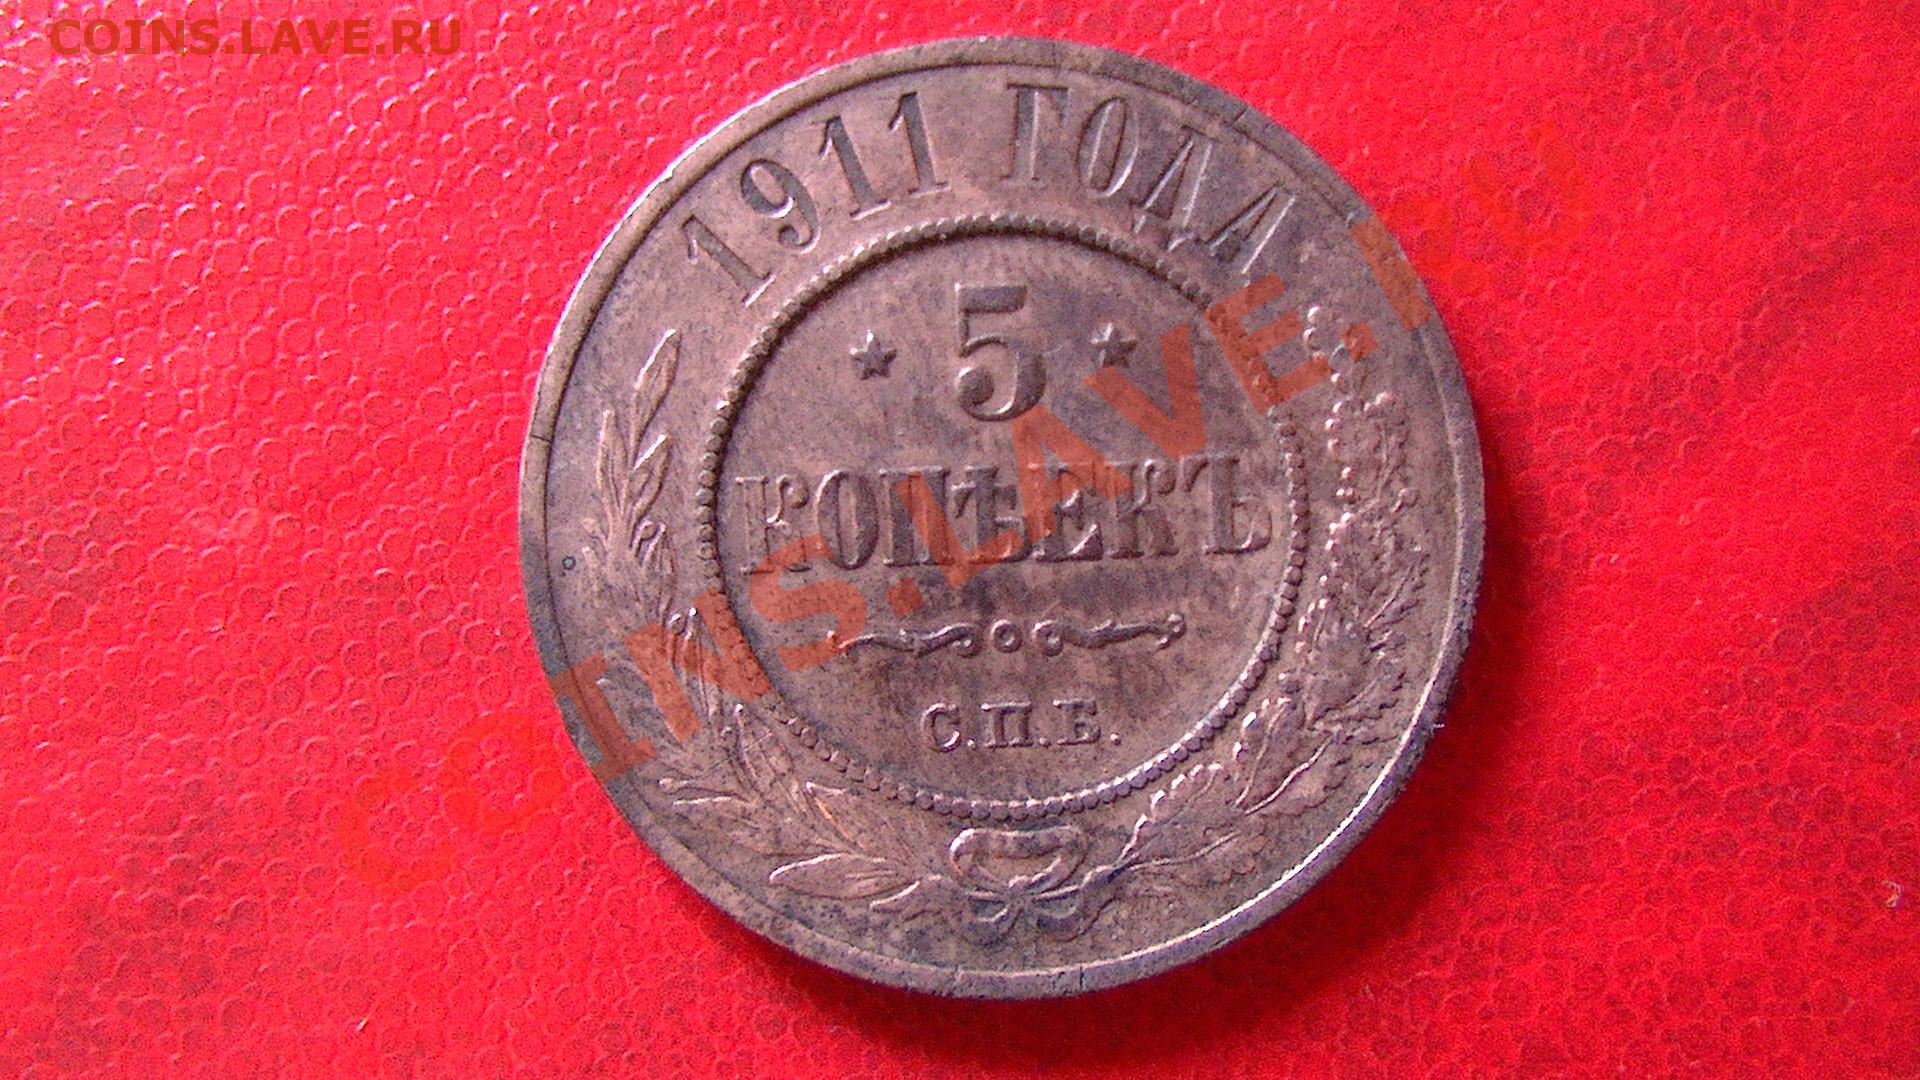 COINS.LAVE.RU
1911 ГОДА
5
КОПѢЕКЪ
С.П.Б.
COINS.LAVE.RU